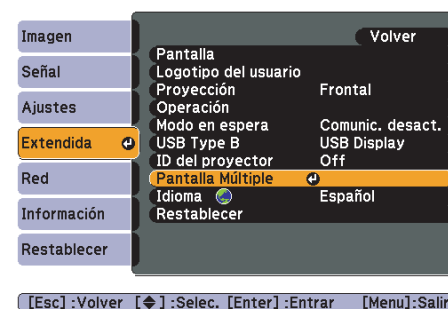 Imagen
Señal
Ajustes
Extendida
Red
Información
Restablecer
Volver
Pantalla
Logotipo del usuario
Proyección Frontal
Operación
Modo en espera Comunic. desact.
USB Type B USB Display
ID del proyector Off
Pantalla Múltiple
Idioma Español
Restablecer
[Esc] :Volver [◆] :Selec. [Enter] :Entrar [Menu]:Salir